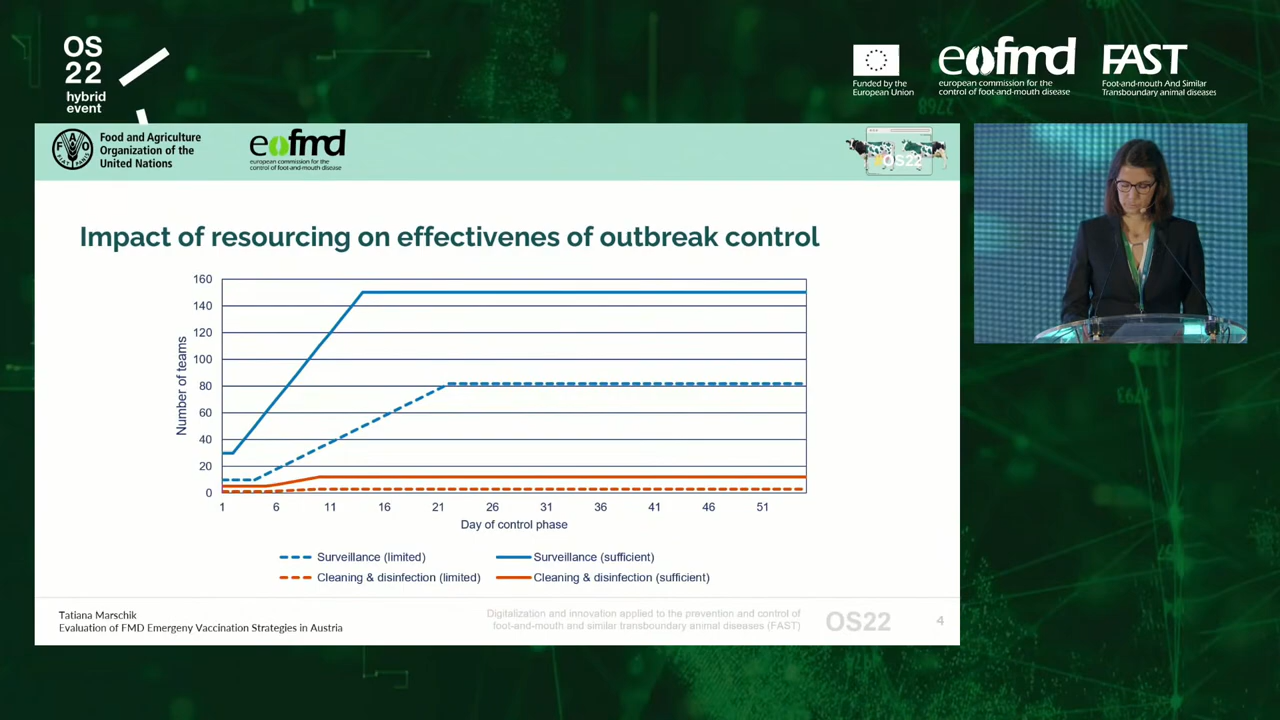 OS
22
hybrid
event
Funded by the
European Union
eofmd
european commission for the
control of foot-and-mouth disease
FAST
Foot-and-mouth And Similar
Transboundary animal diseases
Food and Agriculture
Organization of the
United Nations
eofmd
european commission for the
control of foot-and-mouth disease
#OS22
Impact of resourcing on effectivenes of outbreak control
160
140
120
100
80
60
40
20
0
Number of teams
1 6 11 16 21 26 31 36 41 46 51
Day of control phase
Surveillance (limited)
Surveillance (sufficient)
Cleaning & disinfection (limited)
Cleaning & disinfection (sufficient)
Tatiana Marschik
Evaluation of FMD Emergeny Vaccination Strategies in Austria
Digitalization and innovation applied to the prevention and control of
foot-and-mouth and similar transboundary animal diseases (FAST)
OS22
4